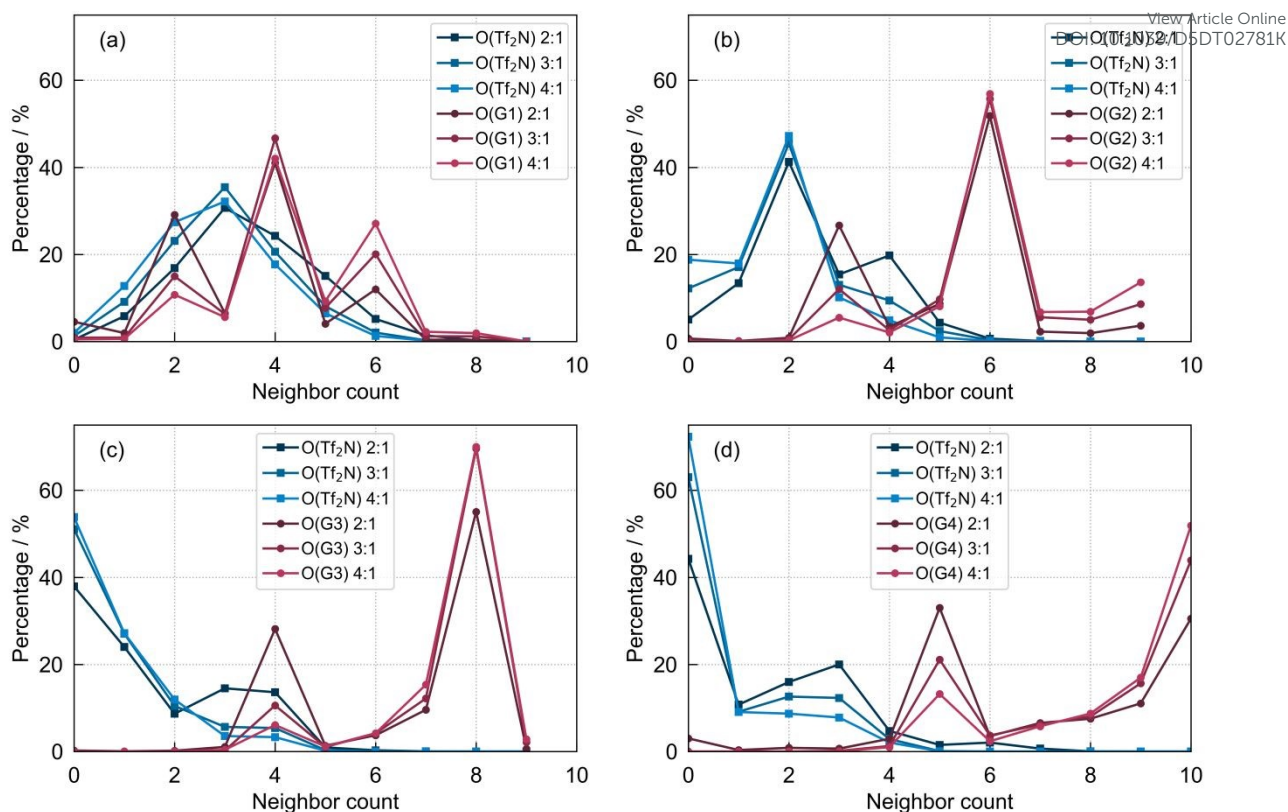 View Article Online
(a)
O(Tf₂N) 2:1
O(Tf₂N) 3:1
O(Tf₂N) 4:1
O(G1) 2:1
O(G1) 3:1
O(G1) 4:1
Percentage / %
60
40
20
0
0 2 4 6 8 10
Neighbor count
(b)
O(Tf₂N) 2:1
O(Tf₂N) 3:1
O(Tf₂N) 4:1
O(G2) 2:1
O(G2) 3:1
O(G2) 4:1
Percentage / %
60
40
20
0
0 2 4 6 8 10
Neighbor count
(c)
O(Tf₂N) 2:1
O(Tf₂N) 3:1
O(Tf₂N) 4:1
O(G3) 2:1
O(G3) 3:1
O(G3) 4:1
Percentage / %
60
40
20
0
0 2 4 6 8 10
Neighbor count
(d)
O(Tf₂N) 2:1
O(Tf₂N) 3:1
O(Tf₂N) 4:1
O(G4) 2:1
O(G4) 3:1
O(G4) 4:1
Percentage / %
60
40
20
0
0 2 4 6 8 10
Neighbor count